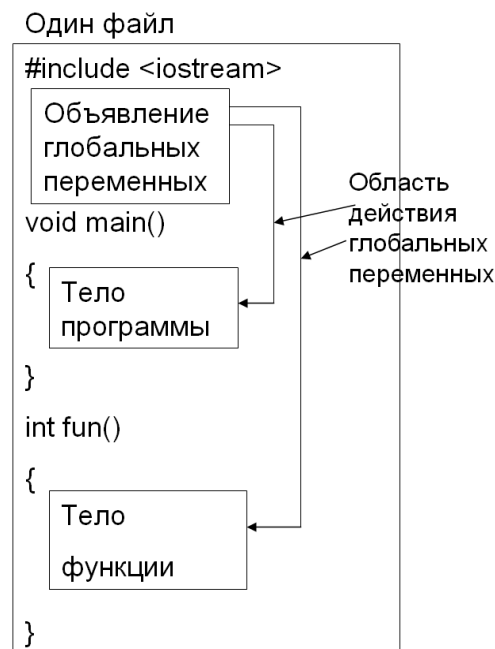 Один файл
#include <iostream>
Объявление
глобальных
переменных
void main()
{
Тело
программы
}
int fun()
{
Тело
функции
}
Область
действия
глобальных
переменных